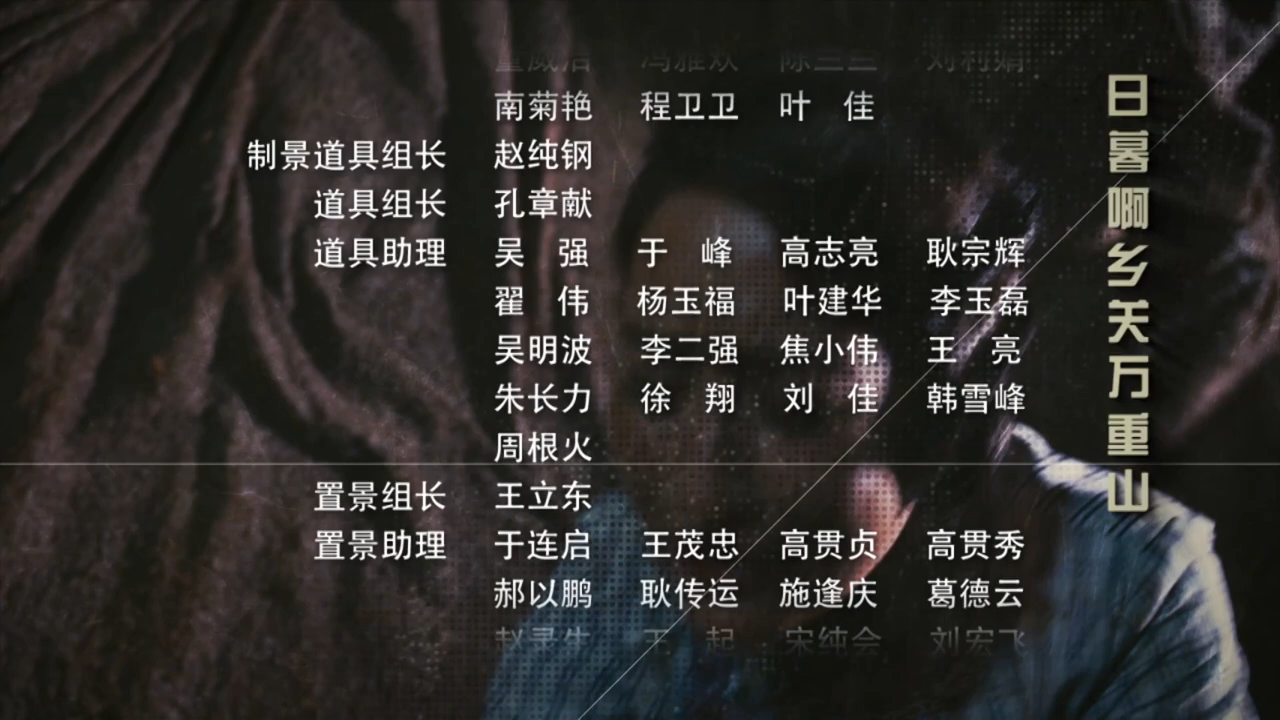 南菊艳 程卫卫 叶 佳
制景道具组长 赵纯钢
道具组长 孔章献
道具助理 吴 强 于 峰 高志亮 耿宗辉
翟 伟 杨玉福 叶建华 李玉磊
吴明波 李二强 焦小伟 王 亮
朱长力 徐 翔 刘 佳 韩雪峰
周根火
置景组长 王立东
置景助理 于连启 王茂忠 高贯贞 高贯秀
郝以鹏 耿传运 施逢庆 葛德云
王 起 刘宏飞
日暮啊乡关万重山